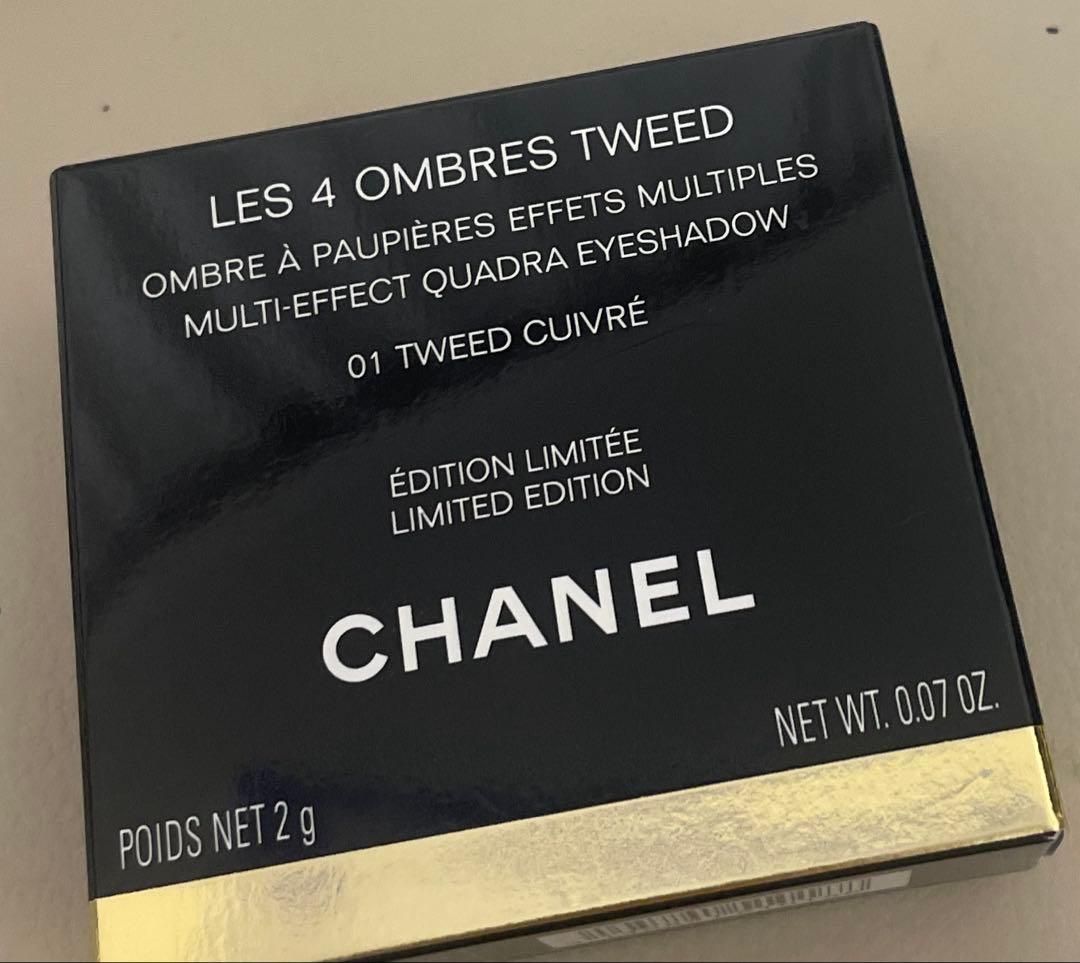 LES 4 OMBRES TWEED
OMBRE À PAUPIÈRES EFFETS MULTIPLES
MULTI-EFFECT QUADRA EYESHADOW
01 TWEED CUIVRÉ
ÉDITION LIMITÉE
LIMITED EDITION
CHANEL
NET WT. 0.07 OZ.
POIDS NET 2 g